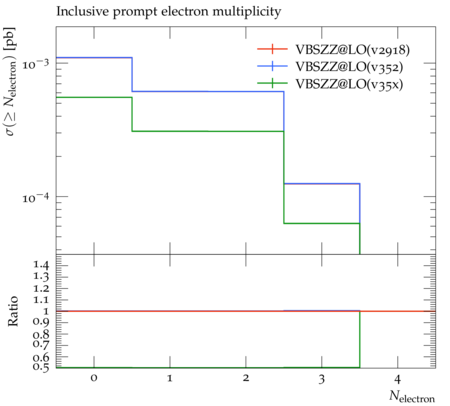 Inclusive prompt electron multiplicity
σ(≥ Nelectron) [pb]
VBSZZ@LO(v2918)
VBSZZ@LO(v352)
VBSZZ@LO(v35x)
10⁻³
10⁻⁴
Ratio
1.4
1.3
1.2
1.1
1
0.9
0.8
0.7
0.6
0.5
0 1 2 3 4
Nelectron